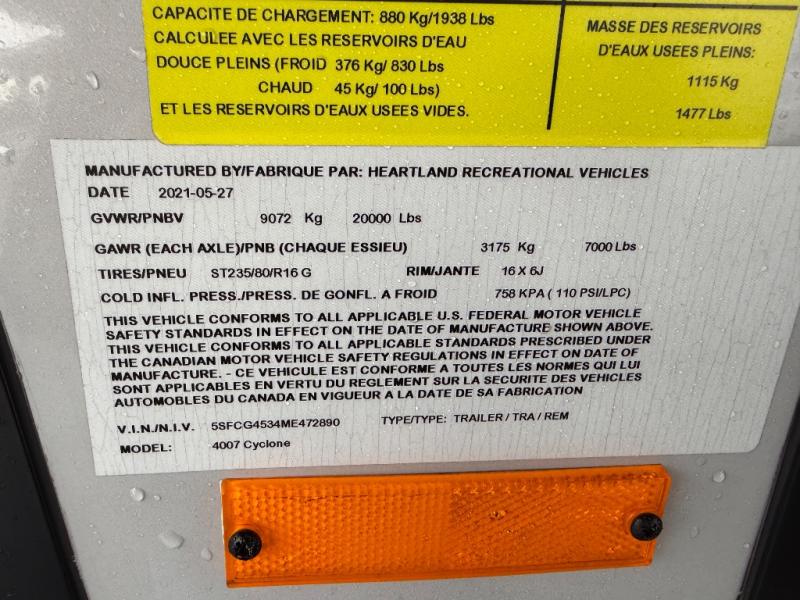 CAPACITE DE CHARGEMENT: 880 Kg/1938 Lbs
CALCULEE AVEC LES RESERVOIRS D'EAU
DOUCE PLEINS (FROID 376 Kg/ 830 Lbs
CHAUD 45 Kg/ 100 Lbs)
ET LES RESERVOIRS D'EAUX USEES VIDES.
MASSE DES RESERVOIRS
D'EAUX USEES PLEINS:
1115 Kg
1477 Lbs
MANUFACTURED BY/FABRIQUE PAR: HEARTLAND RECREATIONAL VEHICLES
DATE 2021-05-27
GVWR/PNBV 9072 Kg 20000 Lbs
GAWR (EACH AXLE)/PNB (CHAQUE ESSIEU) 3175 Kg 7000 Lbs
TIRES/PNEU ST235/80/R16 G RIM/JANTE 16 X 6J
COLD INFL. PRESS./PRESS. DE GONFL. A FROID 758 KPA ( 110 PSI/LPC)
THIS VEHICLE CONFORMS TO ALL APPLICABLE U.S. FEDERAL MOTOR VEHICLE
SAFETY STANDARDS IN EFFECT ON THE DATE OF MANUFACTURE SHOWN ABOVE.
THIS VEHICLE CONFORMS TO ALL APPLICABLE STANDARDS PRESCRIBED UNDER
THE CANADIAN MOTOR VEHICLE SAFETY REGULATIONS IN EFFECT ON DATE OF
MANUFACTURE. - CE VEHICULE EST CONFORME A TOUTES LES NORMES QUI LUI
SONT APPLICABLES EN VERTU DU REGLEMENT SUR LA SECURITE DES VEHICLES
AUTOMOBILES DU CANADA EN VIGUEUR A LA DATE DE SA FABRICATION
V.I.N./N.I.V. 5SFCG4534ME472890 TYPE/TYPE: TRAILER / TRA / REM
MODEL: 4007 Cyclone